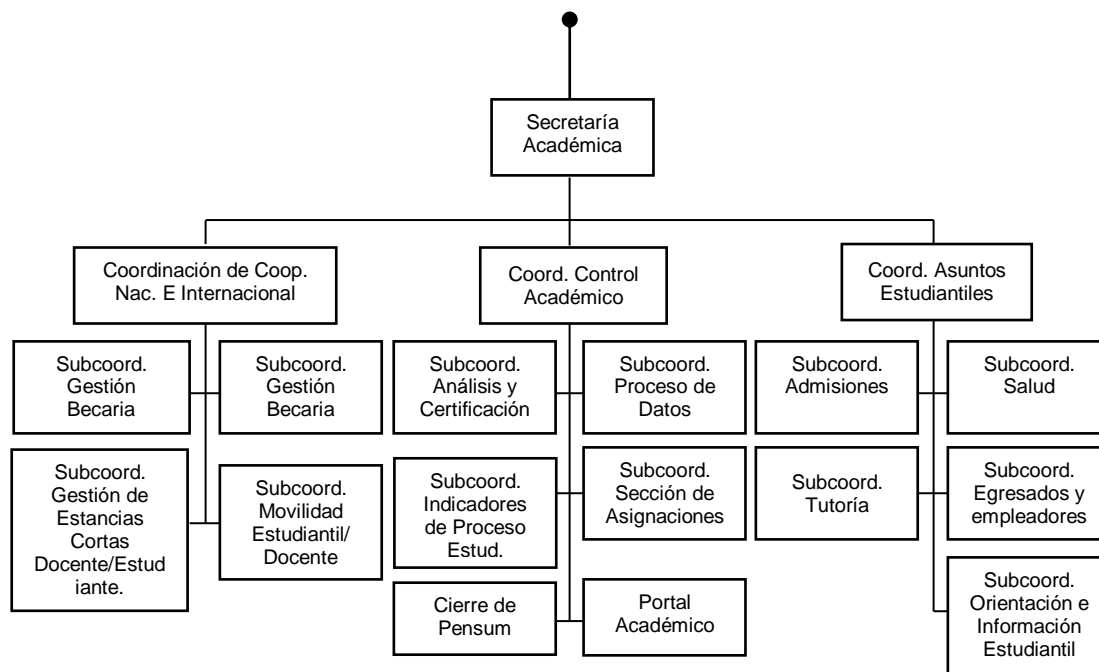 Secretaría
Académica
Coordinación de Coop.
Nac. E Internacional
Coord. Control
Académico
Coord. Asuntos
Estudiantiles
Subcoord.
Gestión
Becaria
Subcoord.
Gestión
Becaria
Subcoord.
Análisis y
Certificación
Subcoord.
Proceso de
Datos
Subcoord.
Admisiones
Subcoord.
Salud
Subcoord.
Gestión de
Estancias
Cortas
Docente/Estud
iante.
Subcoord.
Movilidad
Estudiantil/
Docente
Subcoord.
Indicadores
de Proceso
Estud.
Subcoord.
Sección de
Asignaciones
Subcoord.
Tutoría
Subcoord.
Egresados y
empleadores
Cierre de
Pensum
Portal
Académico
Subcoord.
Orientación e
Información
Estudiantil